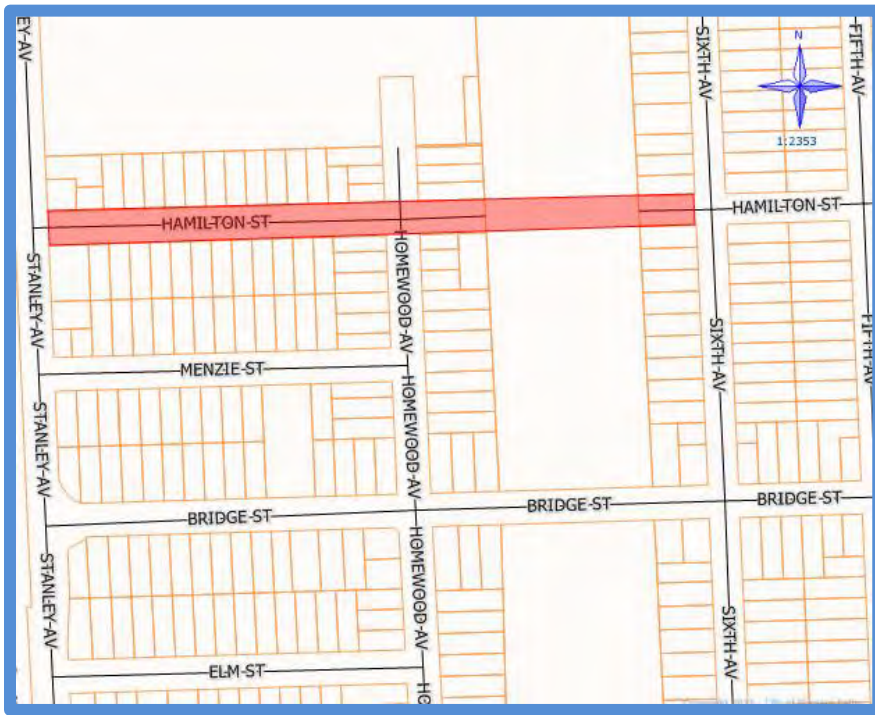 EY-AV
SIXTH-AV
FIFTH-AV
N
1:2353
HAMILTON-ST
HAMILTON-ST
STANLEY-AV
HOMEWOOD-AV
SIXTH-AV
FIFTH-AV
MENZIE-ST
STANLEY-AV
HOMEWOOD-AV
BRIDGE-ST
BRIDGE-ST
BRIDGE-ST
STANLEY-AV
HOMEWOOD-AV
SIXTH-AV
ELM-ST
HO